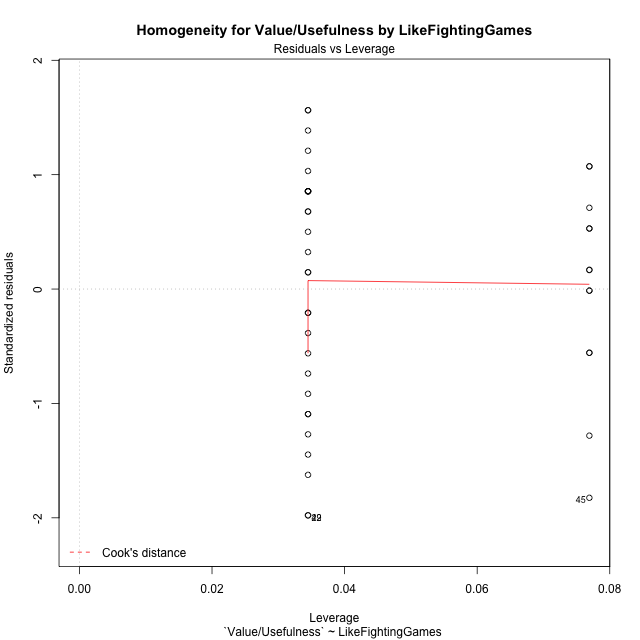 Homogeneity for Value/Usefulness by LikeFightingGames
Residuals vs Leverage
Standardized residuals
2
1
0
-1
-2
45
Cook's distance
0.00 0.02 0.04 0.06 0.08
Leverage
`Value/Usefulness` ~ LikeFightingGames